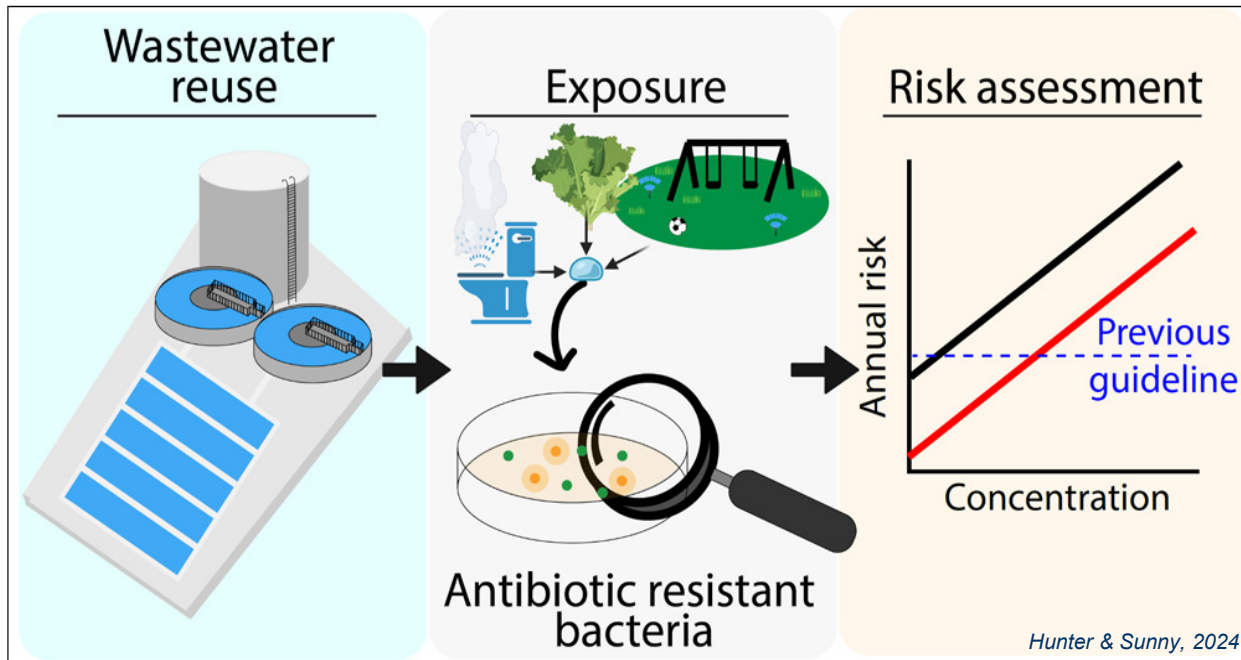 Wastewater
reuse
Exposure
Antibiotic resistant
bacteria
Risk assessment
Annual risk
Previous
guideline
Concentration
Hunter & Sunny, 2024